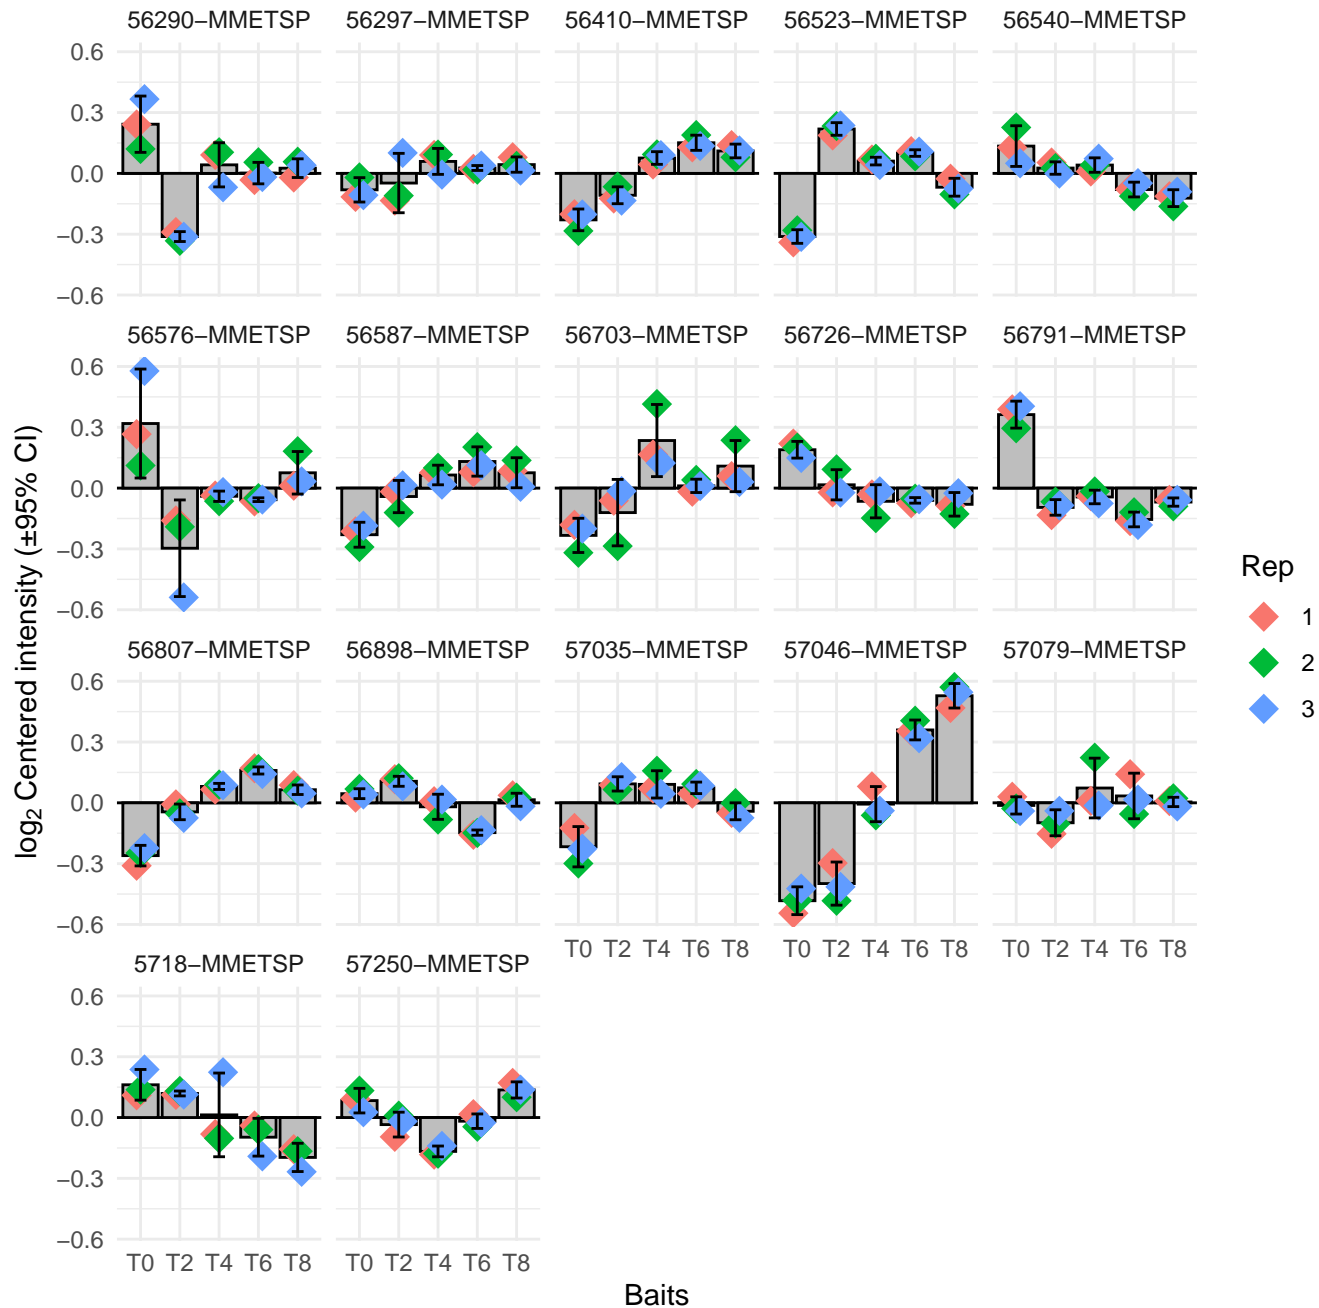 56290−MMETSP 56297−MMETSP 56410−MMETSP 56523−MMETSP 56540−MMETSP
0.6
0.3
0.0
−0.3
−0.6
56576−MMETSP 56587−MMETSP 56703−MMETSP 56726−MMETSP 56791−MMETSP
0.6
0.3
0.0
−0.3
−0.6
56807−MMETSP 56898−MMETSP 57035−MMETSP 57046−MMETSP 57079−MMETSP
0.6
0.3
0.0
−0.3
−0.6
T0 T2 T4 T6 T8 T0 T2 T4 T6 T8 T0 T2 T4 T6 T8
5718−MMETSP 57250−MMETSP
0.6
0.3
0.0
−0.3
−0.6
T0 T2 T4 T6 T8 T0 T2 T4 T6 T8
Baits
log2 Centered intensity (±95% CI)
Rep
1
2
3